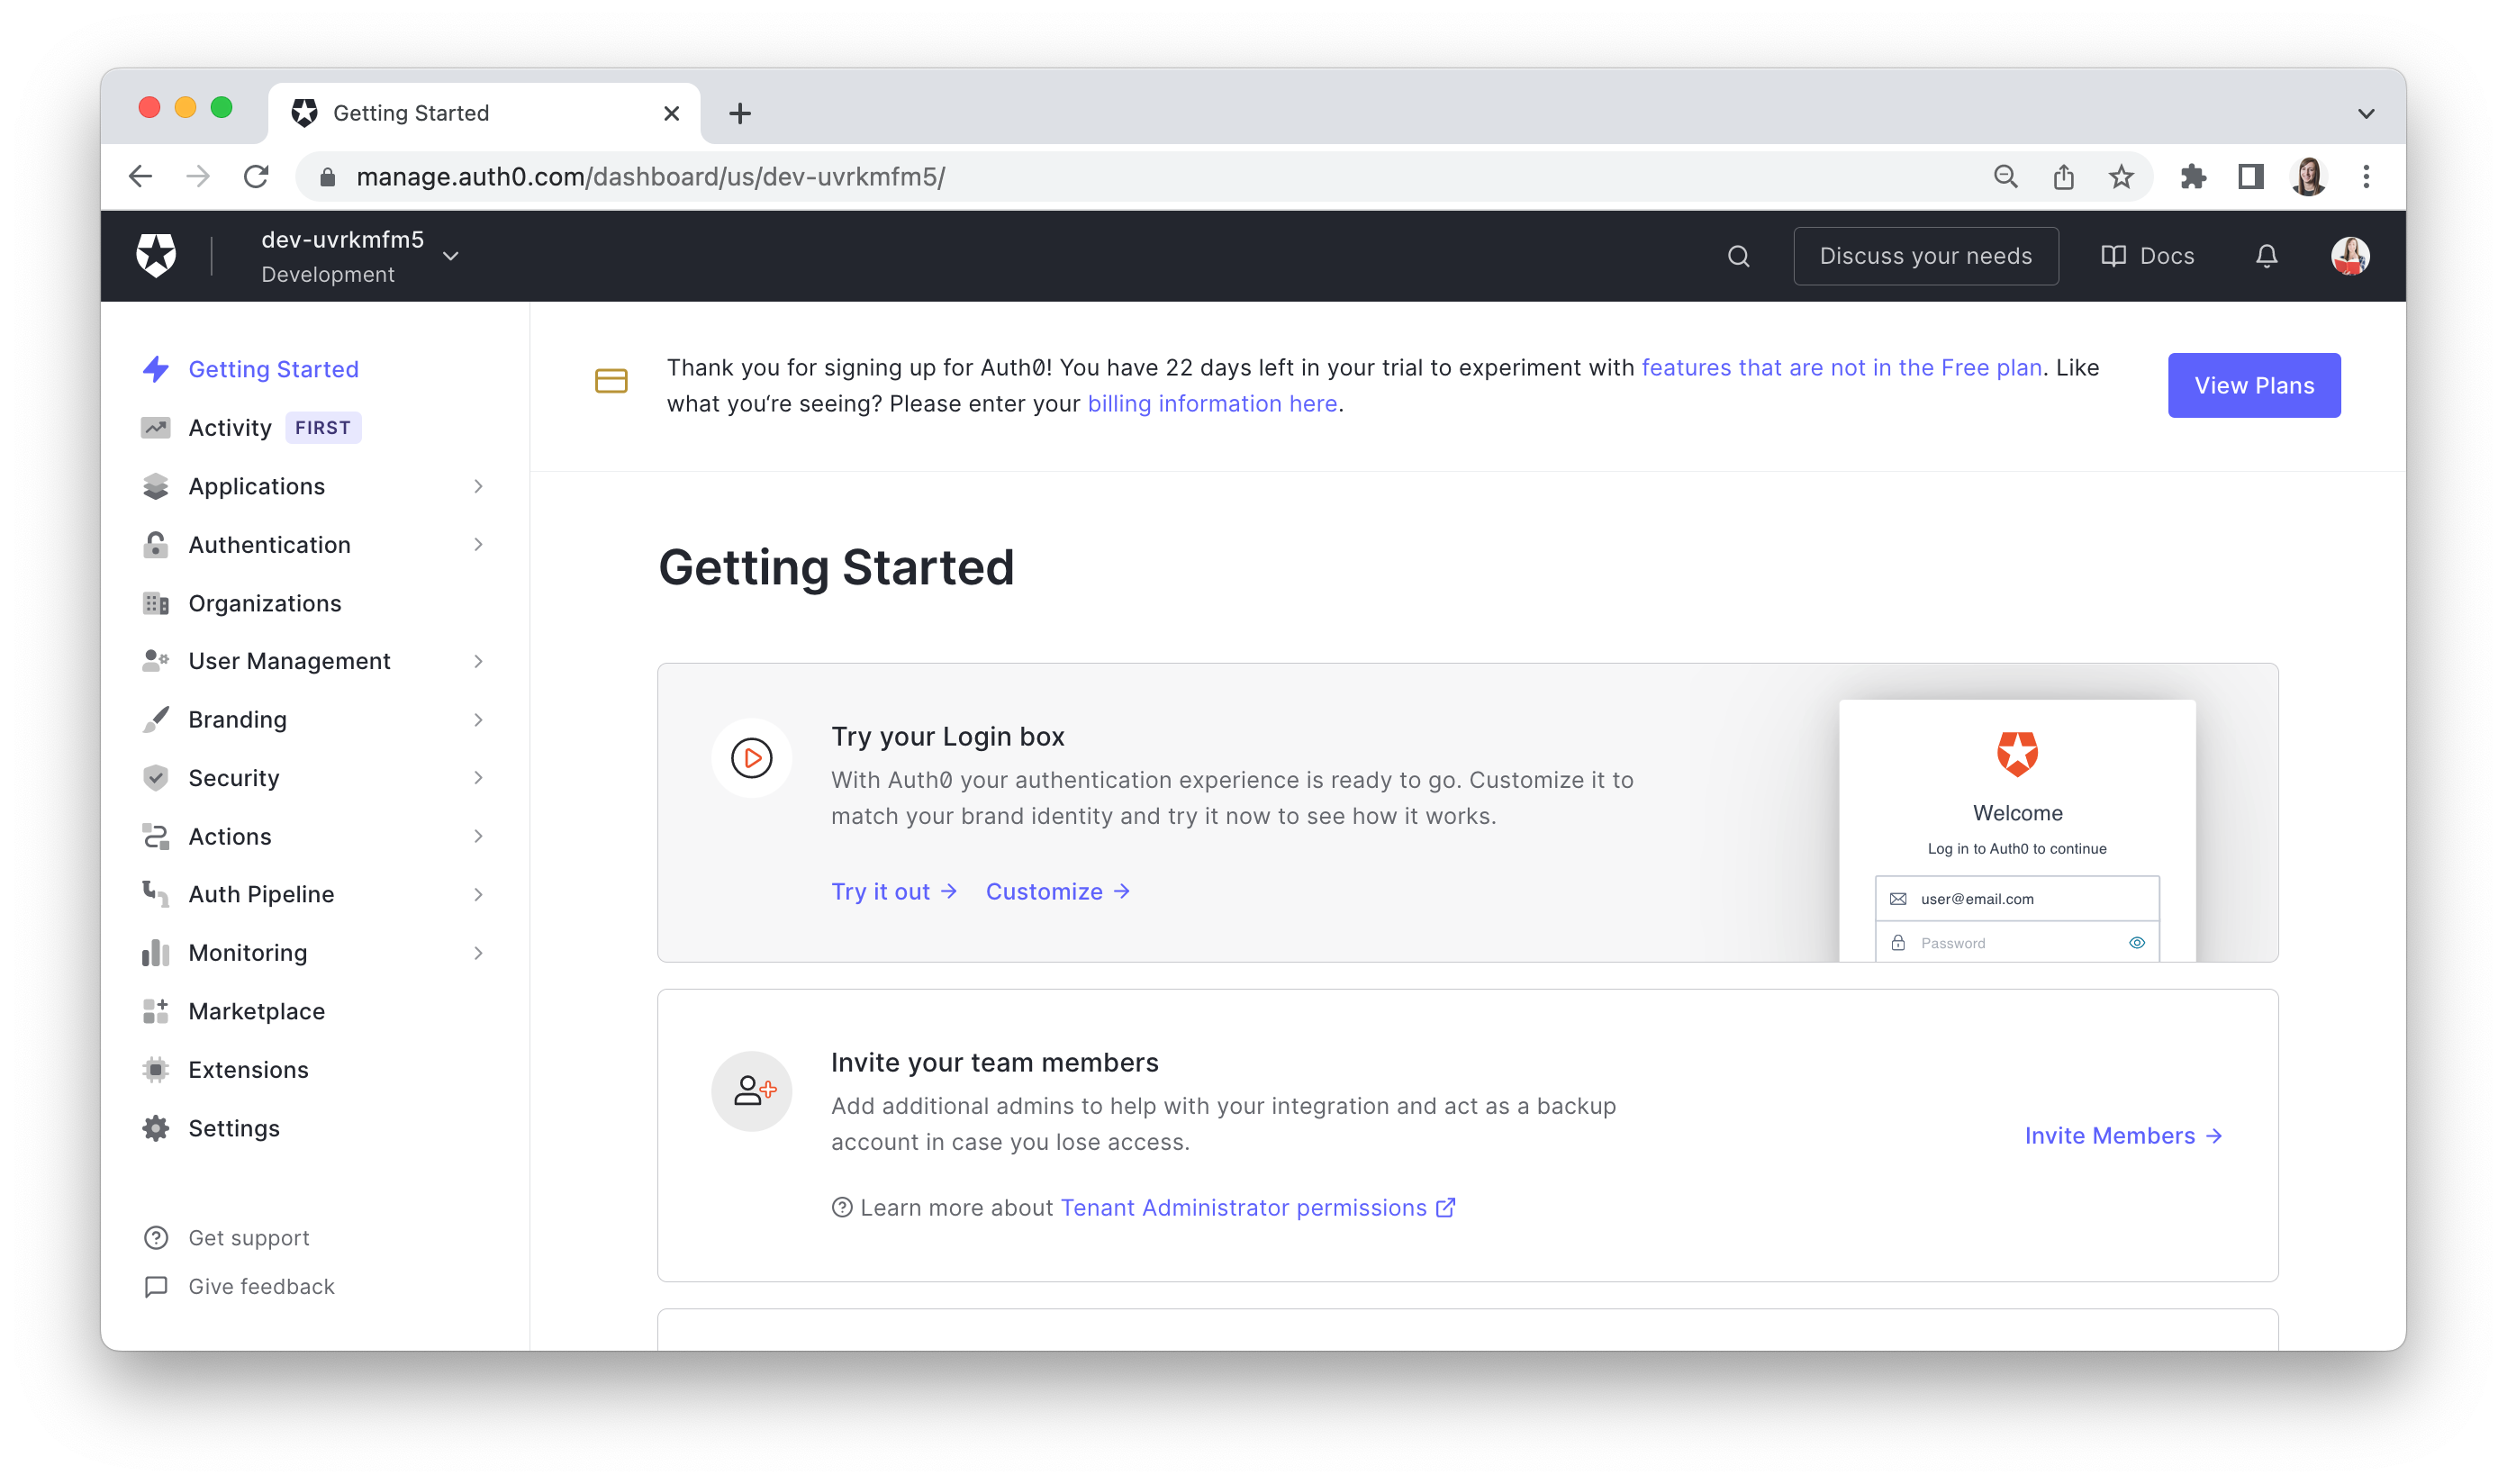 Getting Started
manage.auth0.com/dashboard/us/dev-uvrkmfm5/
dev-uvrkmfm5
Development
Discuss your needs
Docs
Getting Started
Activity FIRST
Applications
Authentication
Organizations
User Management
Branding
Security
Actions
Auth Pipeline
Monitoring
Marketplace
Extensions
Settings
Get support
Give feedback
Thank you for signing up for Auth0! You have 22 days left in your trial to experiment with features that are not in the Free plan. Like
what you‘re seeing? Please enter your billing information here.
View Plans
Getting Started
Try your Login box
With Auth0 your authentication experience is ready to go. Customize it to
match your brand identity and try it now to see how it works.
Try it out → Customize →
Welcome
Log in to Auth0 to continue
user@email.com
Password
Invite your team members
Add additional admins to help with your integration and act as a backup
account in case you lose access.
Learn more about Tenant Administrator permissions
Invite Members →